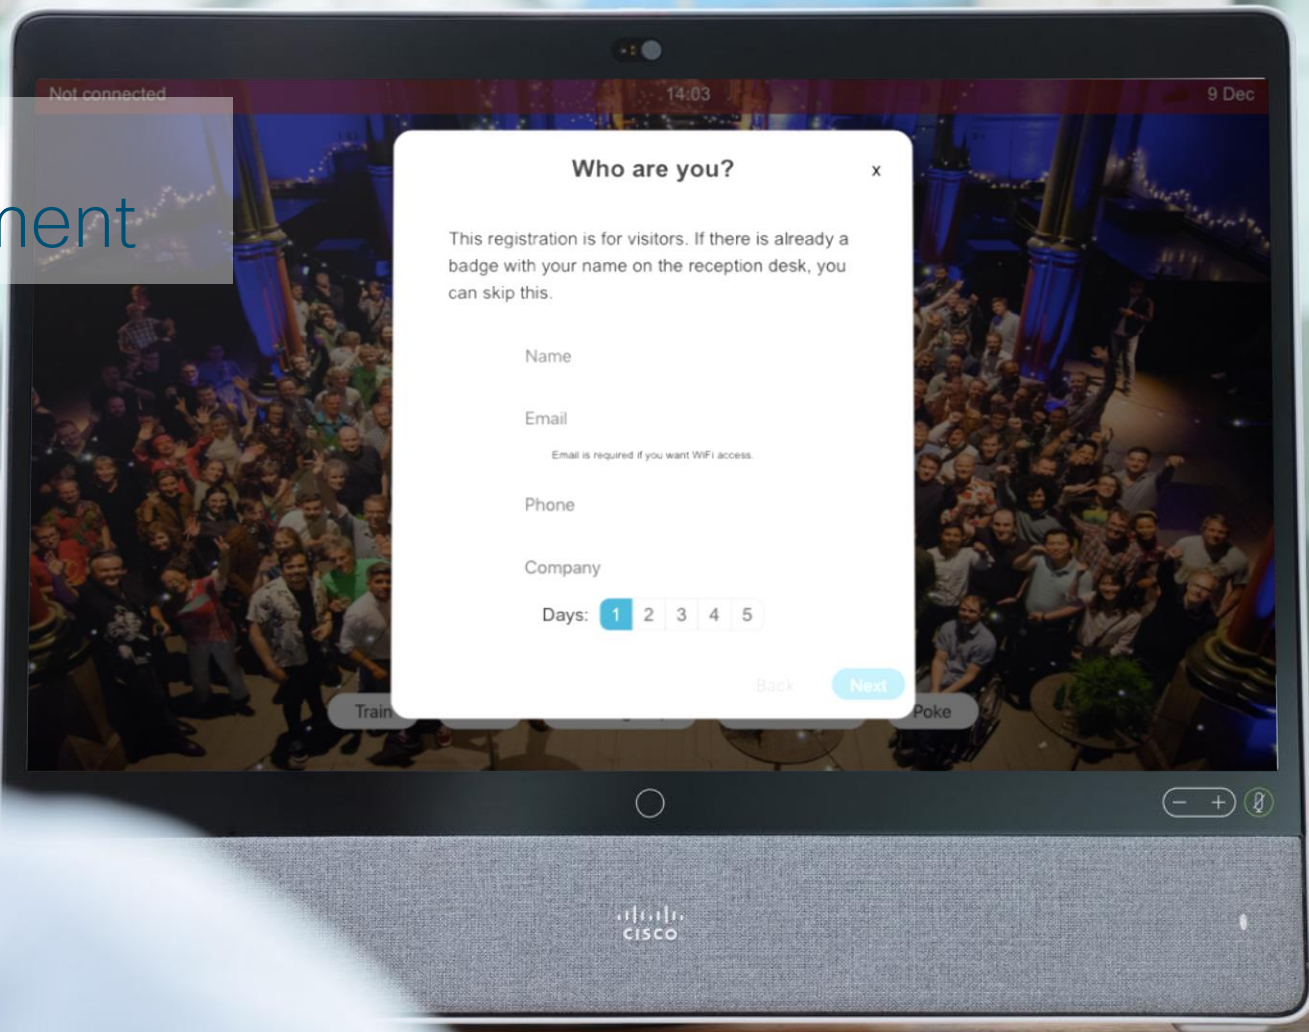 Not connected
14:03
9 Dec
ment
Who are you?
x
This registration is for visitors. If there is already a
badge with your name on the reception desk, you
can skip this.
Name
Email
Email is required if you want WiFi access.
Phone
Company
Days: 1 2 3 4 5
Back
Next
Train
Poke
CISCO